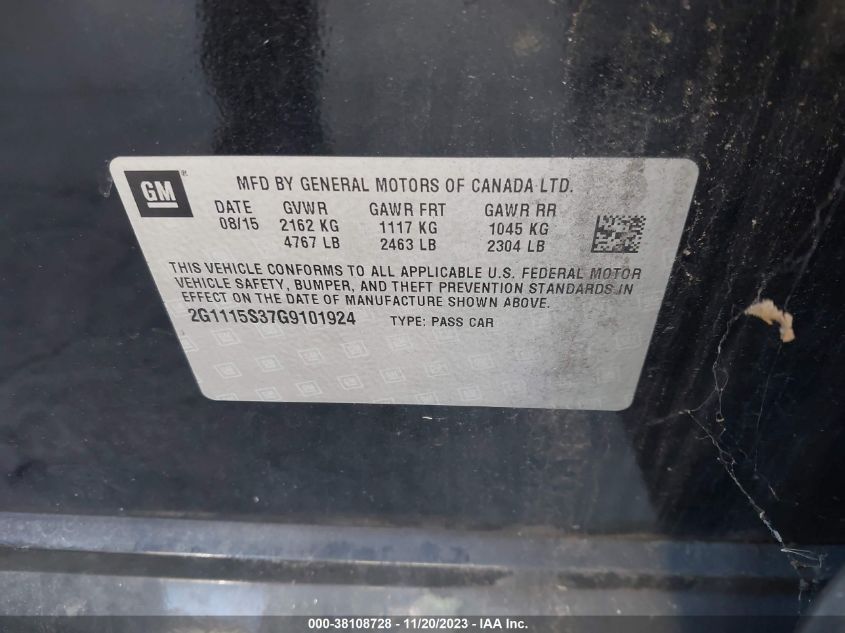 GM ®
MFD BY GENERAL MOTORS OF CANADA LTD.
DATE GVWR GAWR FRT GAWR RR
08/15 2162 KG 1117 KG 1045 KG
4767 LB 2463 LB 2304 LB
THIS VEHICLE CONFORMS TO ALL APPLICABLE U.S. FEDERAL MOTOR
VEHICLE SAFETY, BUMPER, AND THEFT PREVENTION STANDARDS IN
EFFECT ON THE DATE OF MANUFACTURE SHOWN ABOVE.
2G1115S37G9101924 TYPE: PASS CAR
000-38108728 - 11/20/2023 - IAA Inc.